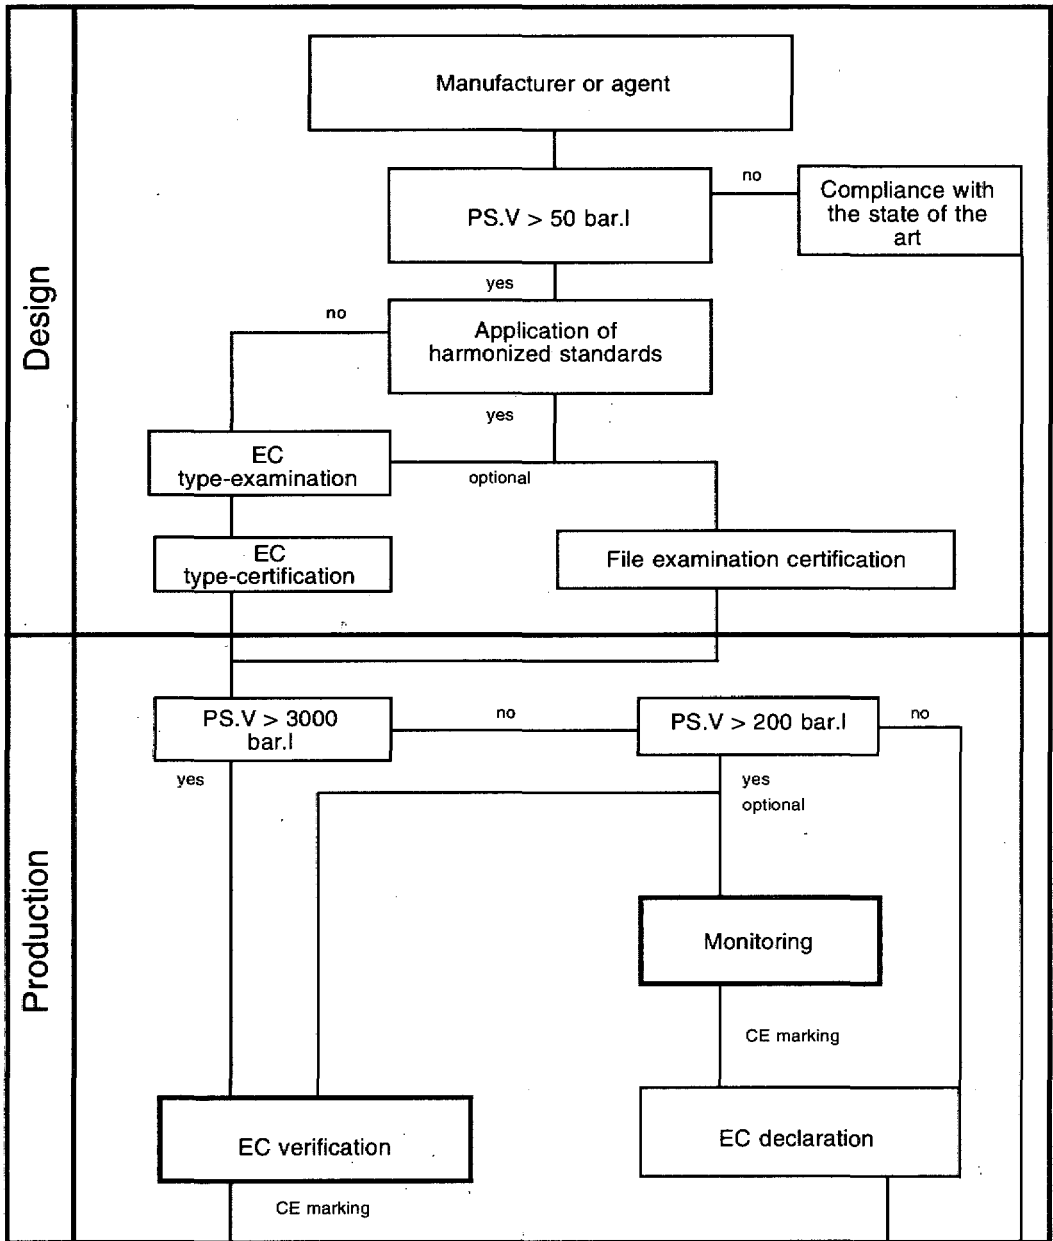 Design
Manufacturer or agent
PS.V > 50 bar.l
no
Compliance with
the state of the
art
yes
no
Application of
harmonized standards
yes
EC
type-examination
optional
EC
type-certification
File examination certification
Production
PS.V > 3000
bar.l
no
PS.V > 200 bar.l
no
yes
yes
optional
Monitoring
CE marking
EC verification
EC declaration
CE marking